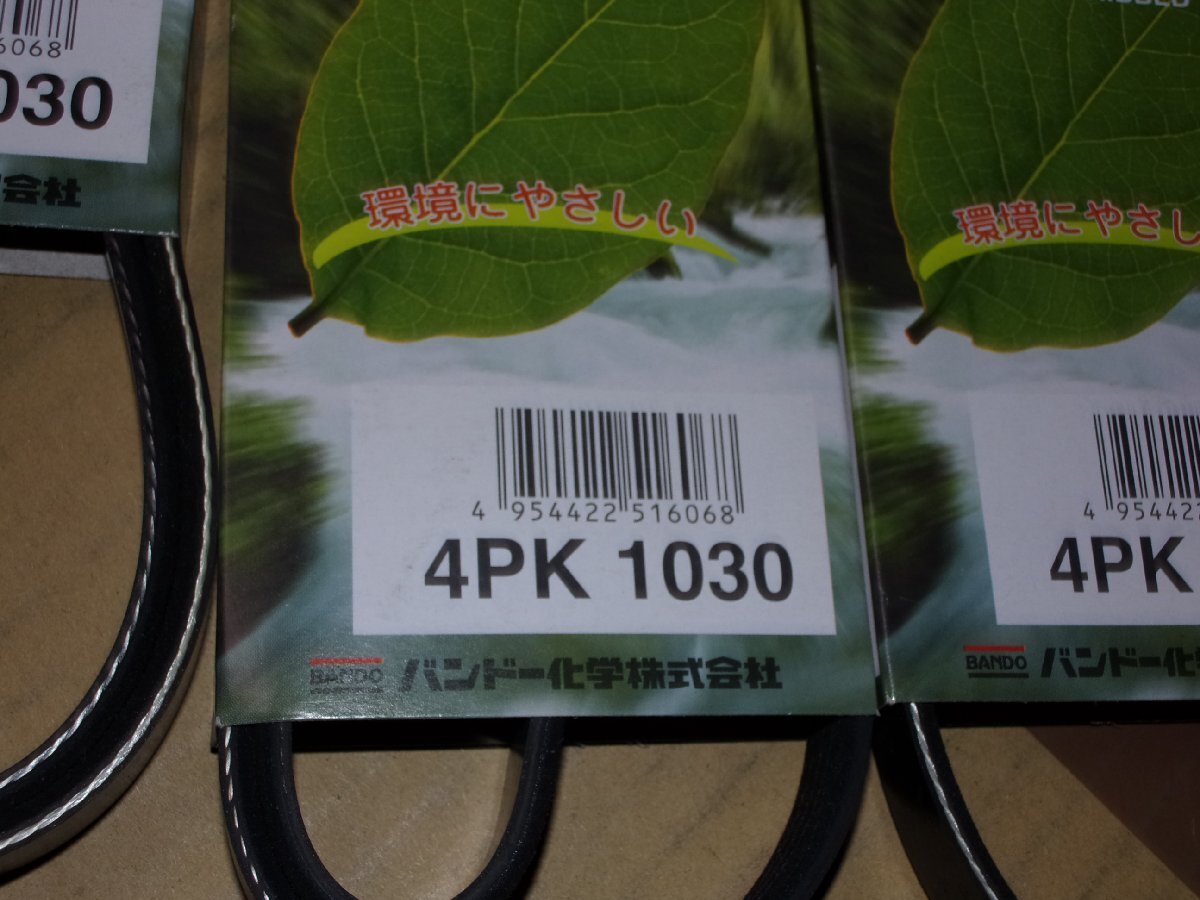 6068
030
会社
環境にやさしい
4 954422 516068
4PK 1030
BANDO バンドー化学株式会社
環境にやさし
4 954422
4PK
BANDO バンドー化学